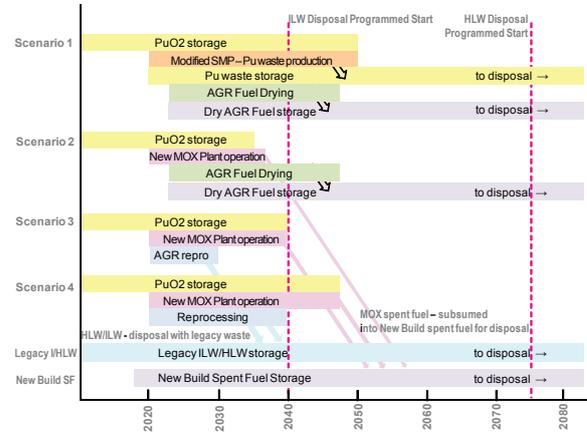 ILW Disposal Programmed Start
HLW Disposal
Programmed Start
Scenario 1
PuO2 storage
Modified SMP – Pu waste production
Pu waste storage
to disposal →
AGR Fuel Drying
Dry AGR Fuel storage
to disposal →
Scenario 2
PuO2 storage
New MOX Plant operation
AGR Fuel Drying
Dry AGR Fuel storage
to disposal →
Scenario 3
PuO2 storage
New MOX Plant operation
AGR repro
Scenario 4
PuO2 storage
New MOX Plant operation
Reprocessing
MOX spent fuel – subsumed
into New Build spent fuel for disposal
HLW/ILW - disposal with legacy waste
Legacy I/HLW
Legacy ILW/HLW storage
to disposal →
New Build SF
New Build Spent Fuel Storage
to disposal →
2020
2030
2040
2050
2060
2070
2080